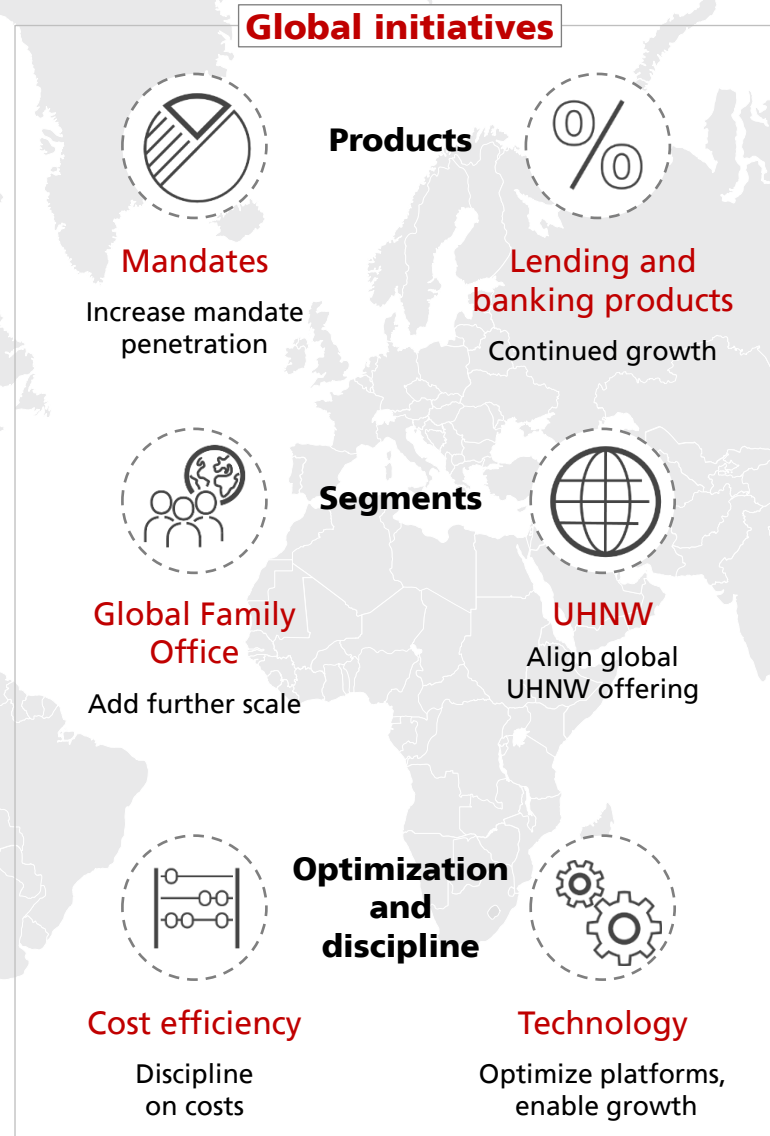 Global initiatives
Products
Mandates
Increase mandate
penetration
Lending and
banking products
Continued growth
Segments
Global Family
Office
Add further scale
UHNW
Align global
UHNW offering
Optimization
and
discipline
Cost efficiency
Discipline
on costs
Technology
Optimize platforms,
enable growth